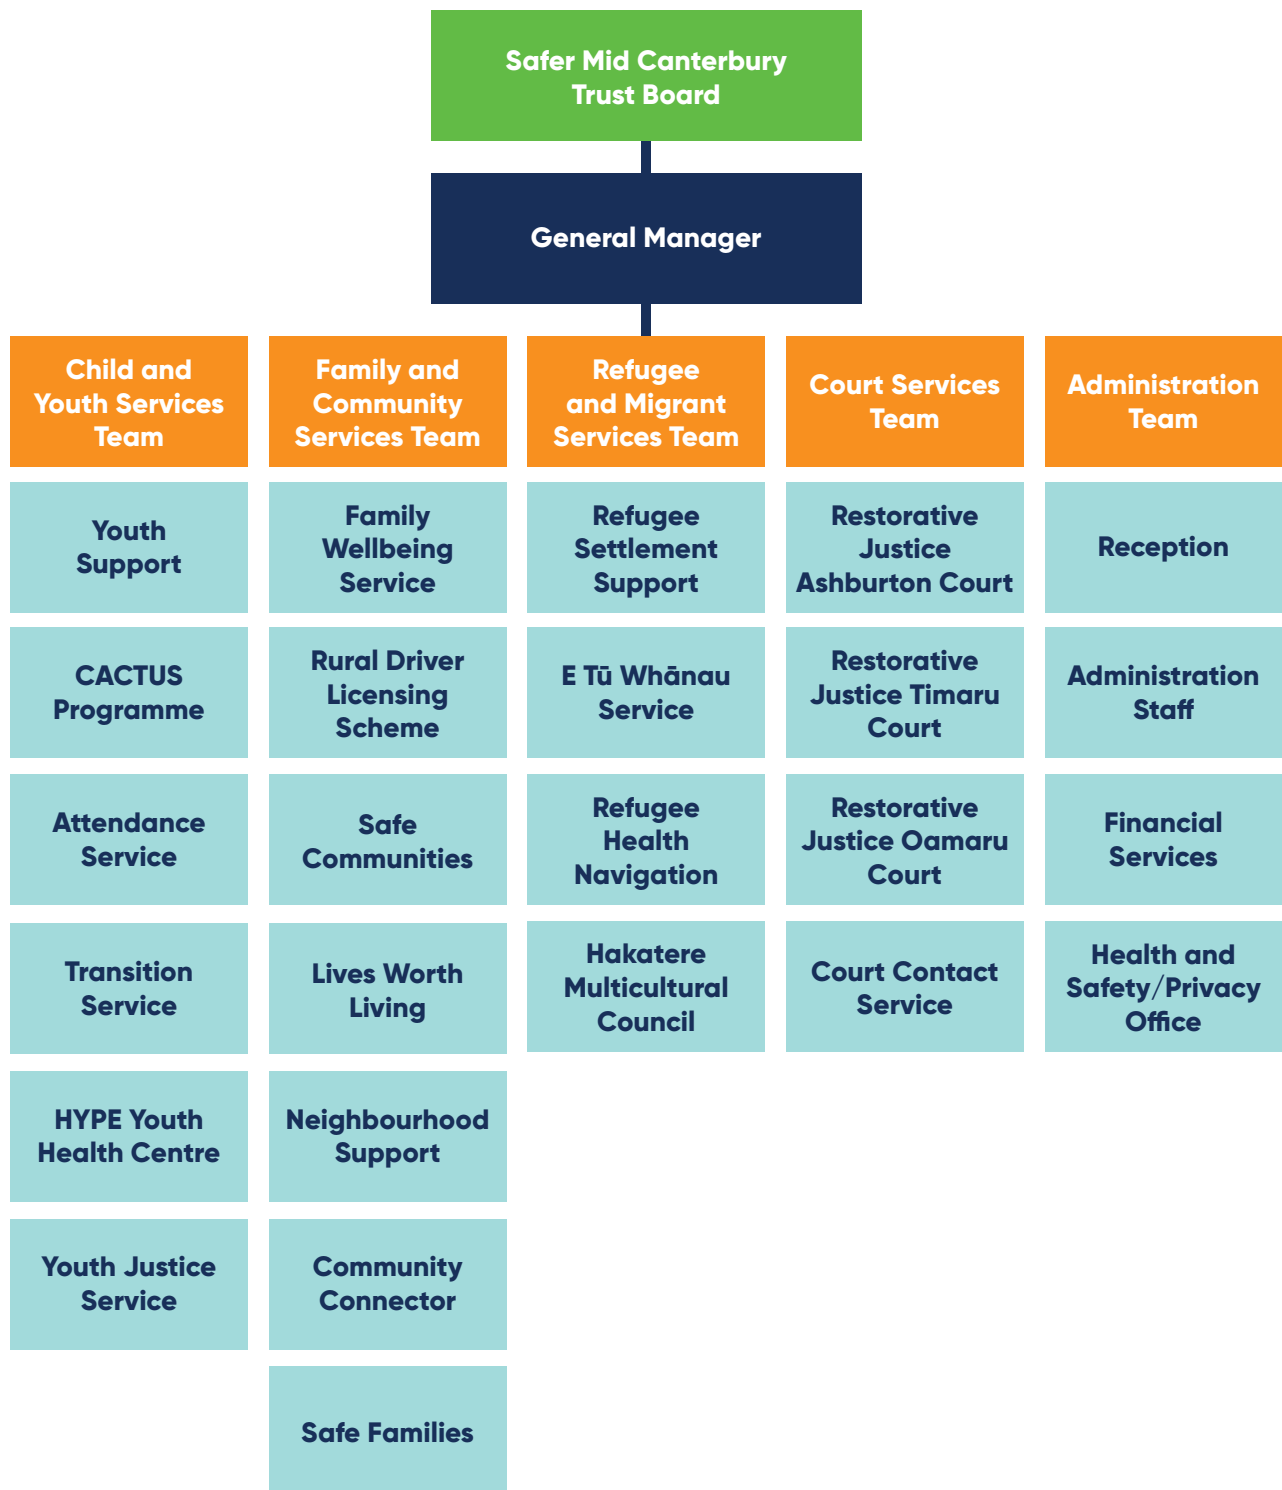 Safer Mid Canterbury
Trust Board
General Manager
Child and
Youth Services
Team
Family and
Community
Services Team
Refugee
and Migrant
Services Team
Court Services
Team
Administration
Team
Youth
Support
Family
Wellbeing
Service
Refugee
Settlement
Support
Restorative
Justice
Ashburton Court
Reception
CACTUS
Programme
Rural Driver
Licensing
Scheme
E Tū Whānau
Service
Restorative
Justice Timaru
Court
Administration
Staff
Attendance
Service
Safe
Communities
Refugee
Health
Navigation
Restorative
Justice Oamaru
Court
Financial
Services
Transition
Service
Lives Worth
Living
Hakatere
Multicultural
Council
Court Contact
Service
Health and
Safety/Privacy
Office
HYPE Youth
Health Centre
Neighbourhood
Support
Youth Justice
Service
Community
Connector
Safe Families